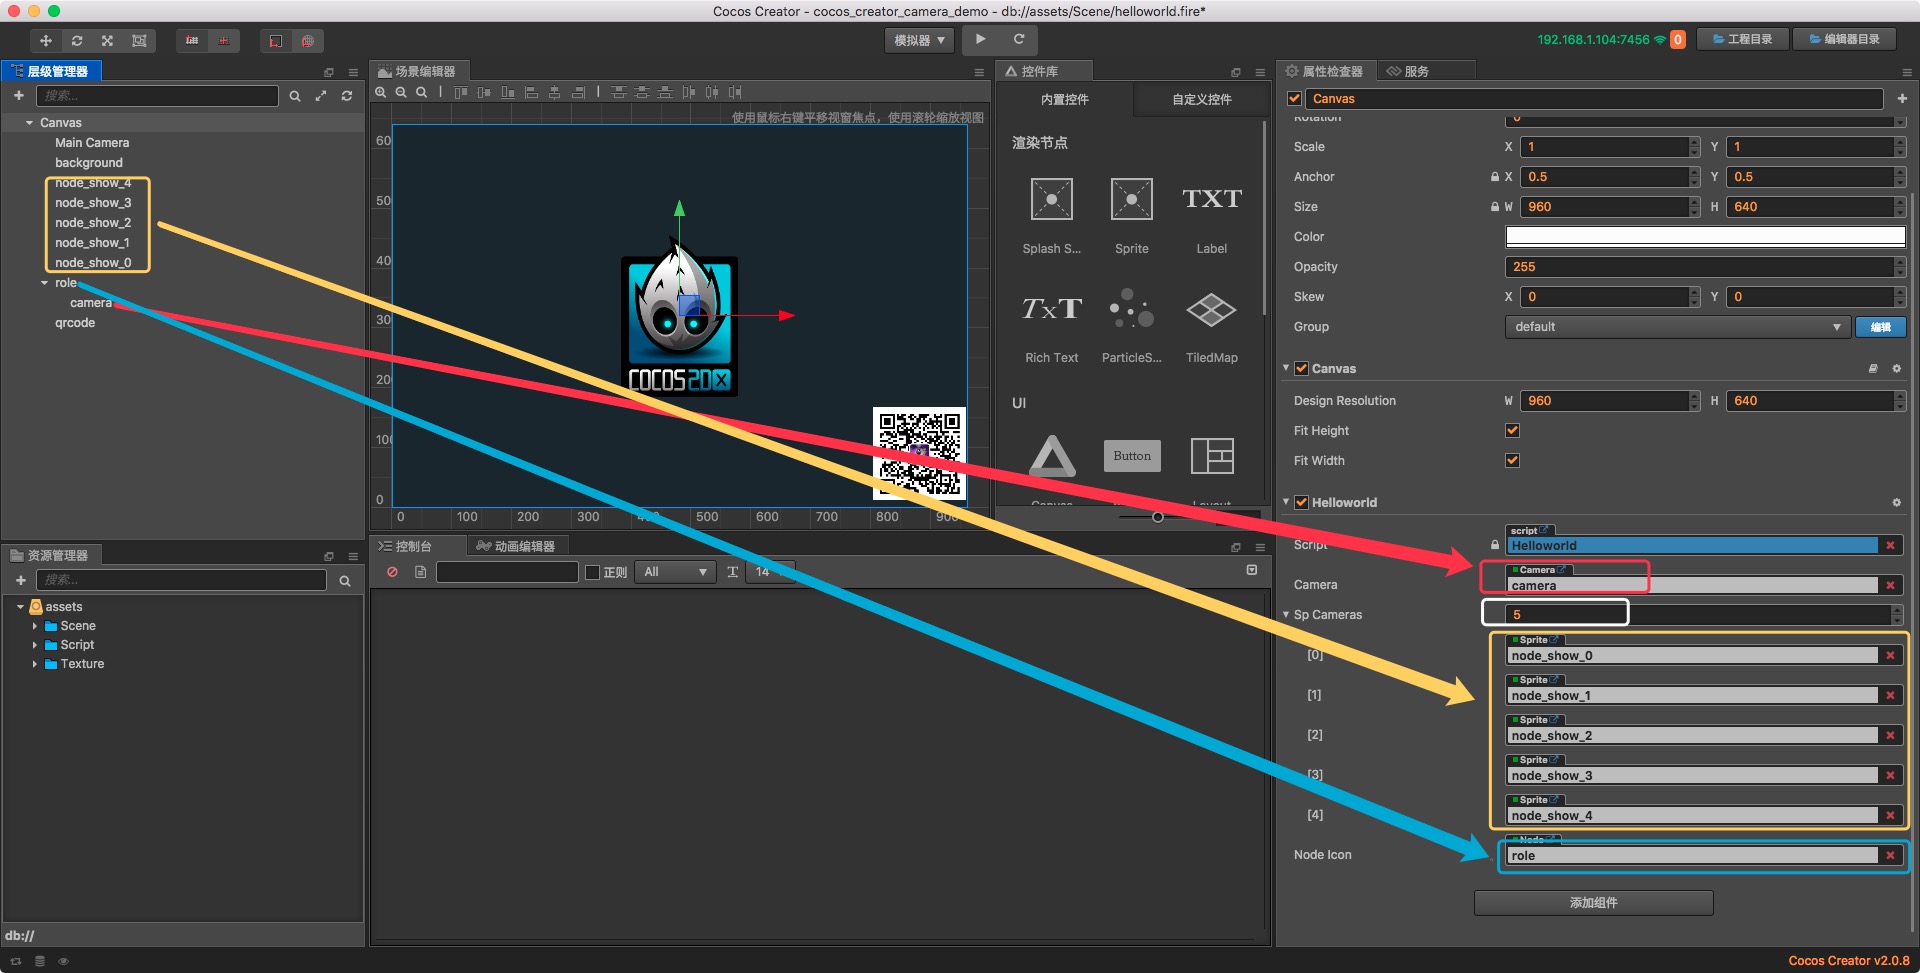 Cocos Creator - cocos_creator_camera_demo - db://assets/Scene/helloworld.fire*
模拟器
192.168.1.104:7456
0
工程目录
编辑器目录
层级管理器
搜索...
Canvas
Main Camera
background
node_show_4
node_show_3
node_show_2
node_show_1
node_show_0
role
camera
qrcode
场景编辑器
使用鼠标右键平移视窗焦点，使用滚轮缩放视图
60
50
40
30
20
100
0
0 100 200 300 400 500 600 700 800 900
COCOS2DX
控件库
内置控件
自定义控件
渲染节点
Splash S...
Sprite
TXT
Label
TxT
Rich Text
ParticleS...
TiledMap
UI
Button
Canvas
Layout
资源管理器
搜索...
assets
Scene
Script
Texture
db://
控制台
动画编辑器
正则
All
14
属性检查器
服务
Canvas
Rotation
0
Scale X 1 Y 1
Anchor X 0.5 Y 0.5
Size W 960 H 640
Color
Opacity 255
Skew X 0 Y 0
Group default 编辑
Canvas
Design Resolution W 960 H 640
Fit Height
Fit Width
Helloworld
script
Script Helloworld
Camera
Camera camera
Sp Cameras 5
Sprite
[0] node_show_0
Sprite
[1] node_show_1
Sprite
[2] node_show_2
Sprite
[3] node_show_3
Sprite
[4] node_show_4
Node
Node Icon role
添加组件
Cocos Creator v2.0.8